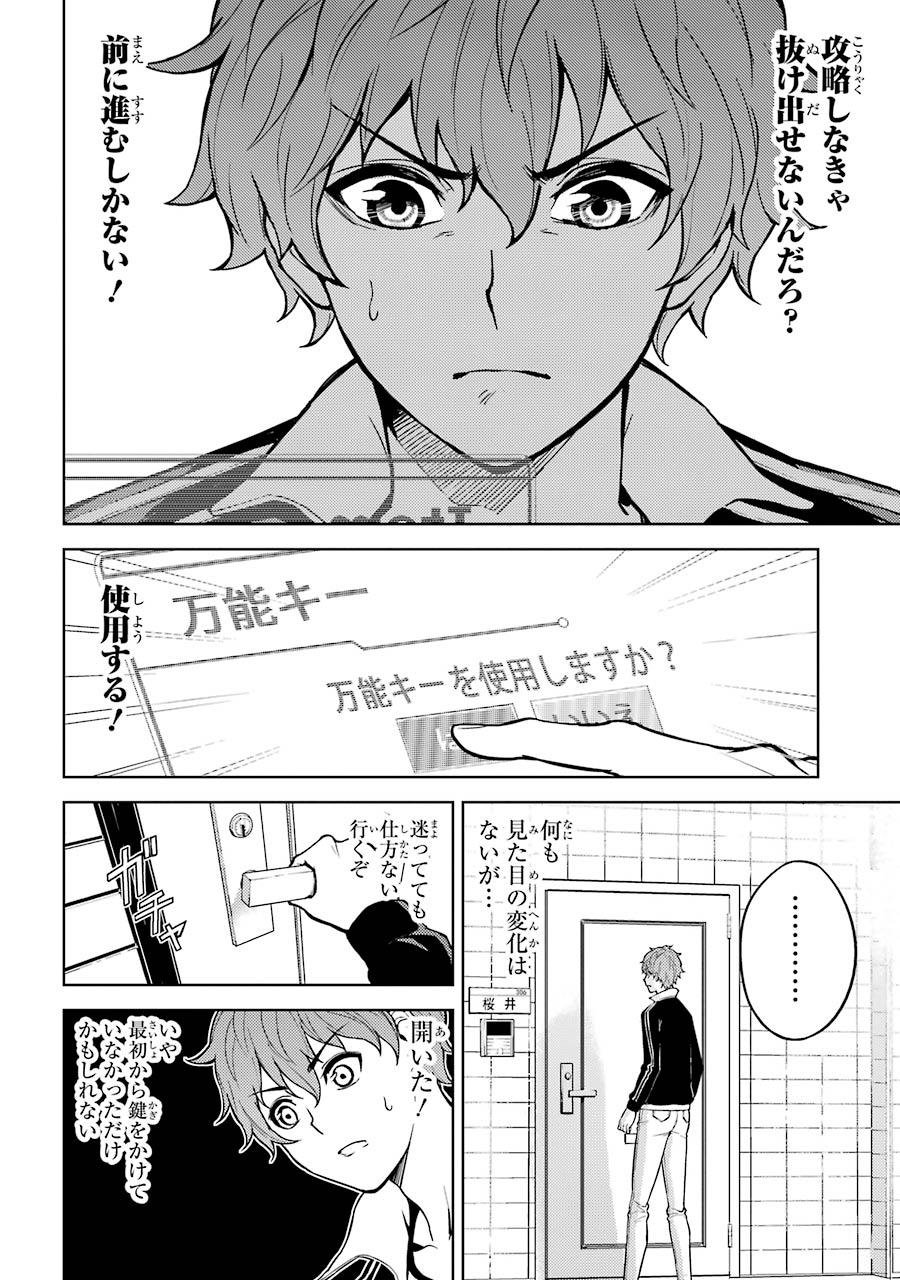 攻略しなきゃ
抜け出せないんだろ？
前に進むしかない！
万能キー
万能キーを使用しますか？
いいえ
使用する！
………
何も
見た目の変化は
ないが…
306
桜井
迷ってても
仕方ない
行くぞ
ガチャ
開いた！
いや
最初から鍵をかけて
いなかっただけ
かもしれない